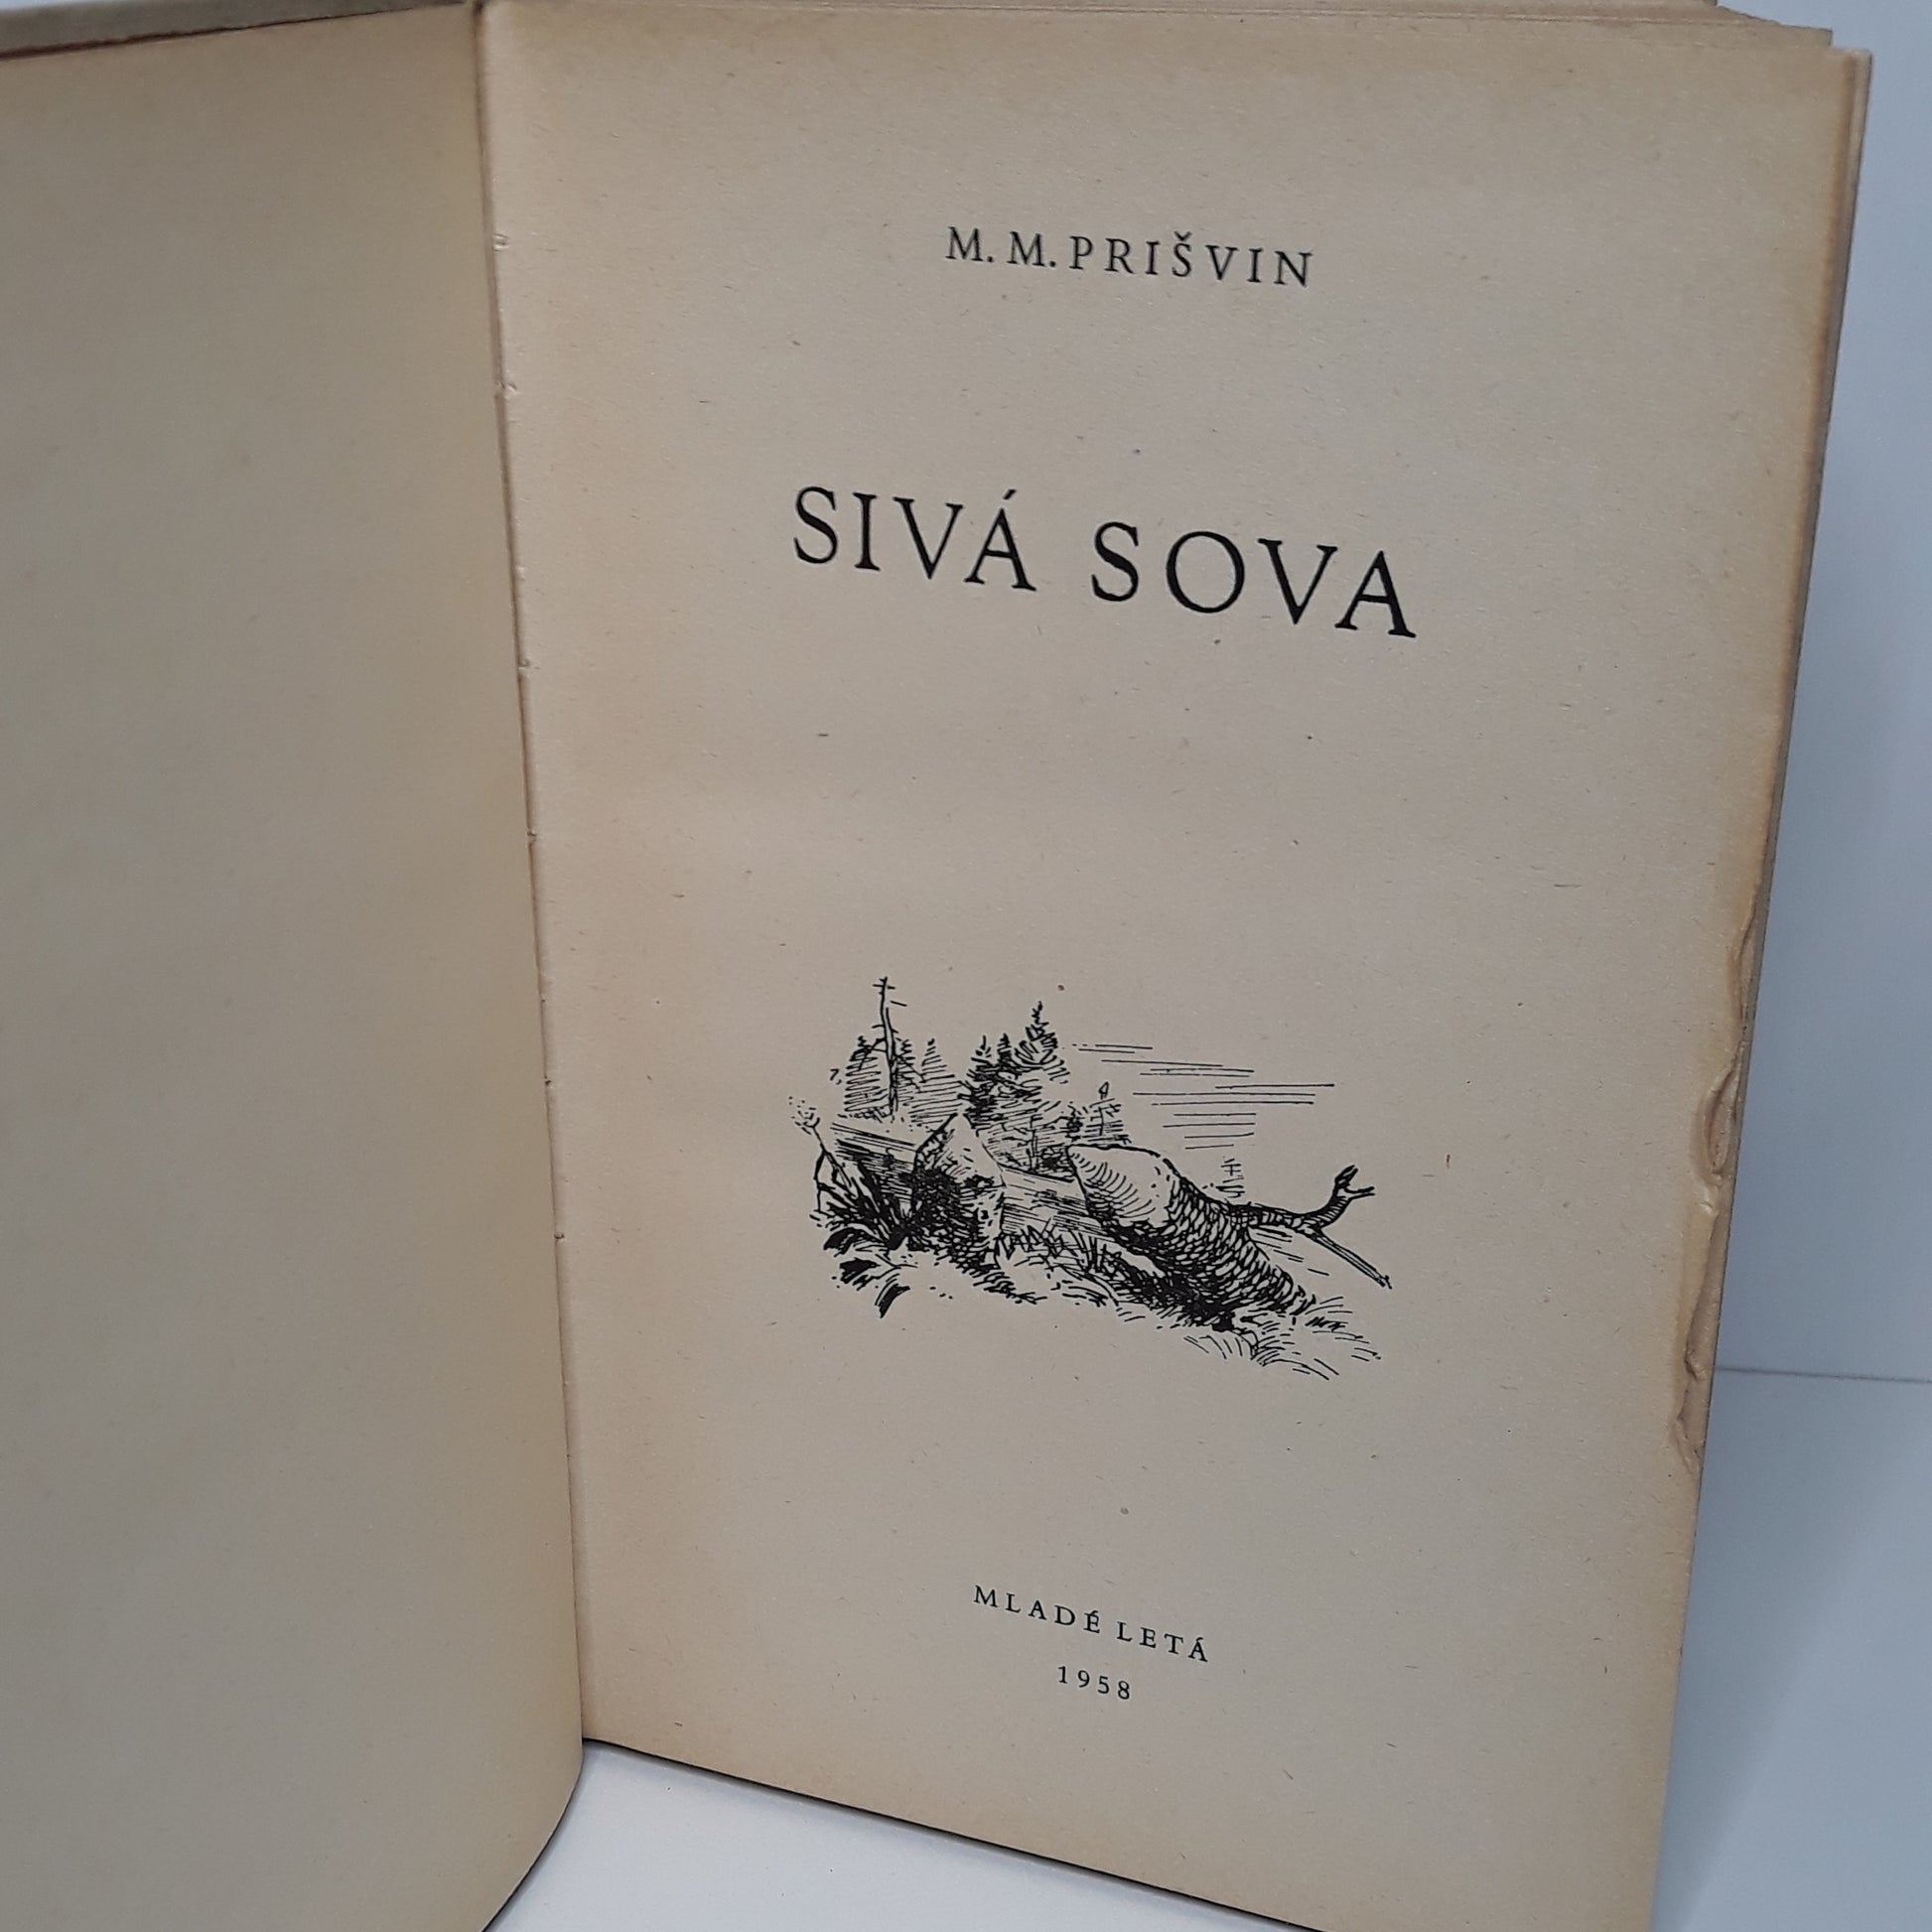 M. M. PRIŠVIN
SIVÁ SOVA
MLADÉ LETÁ
1958